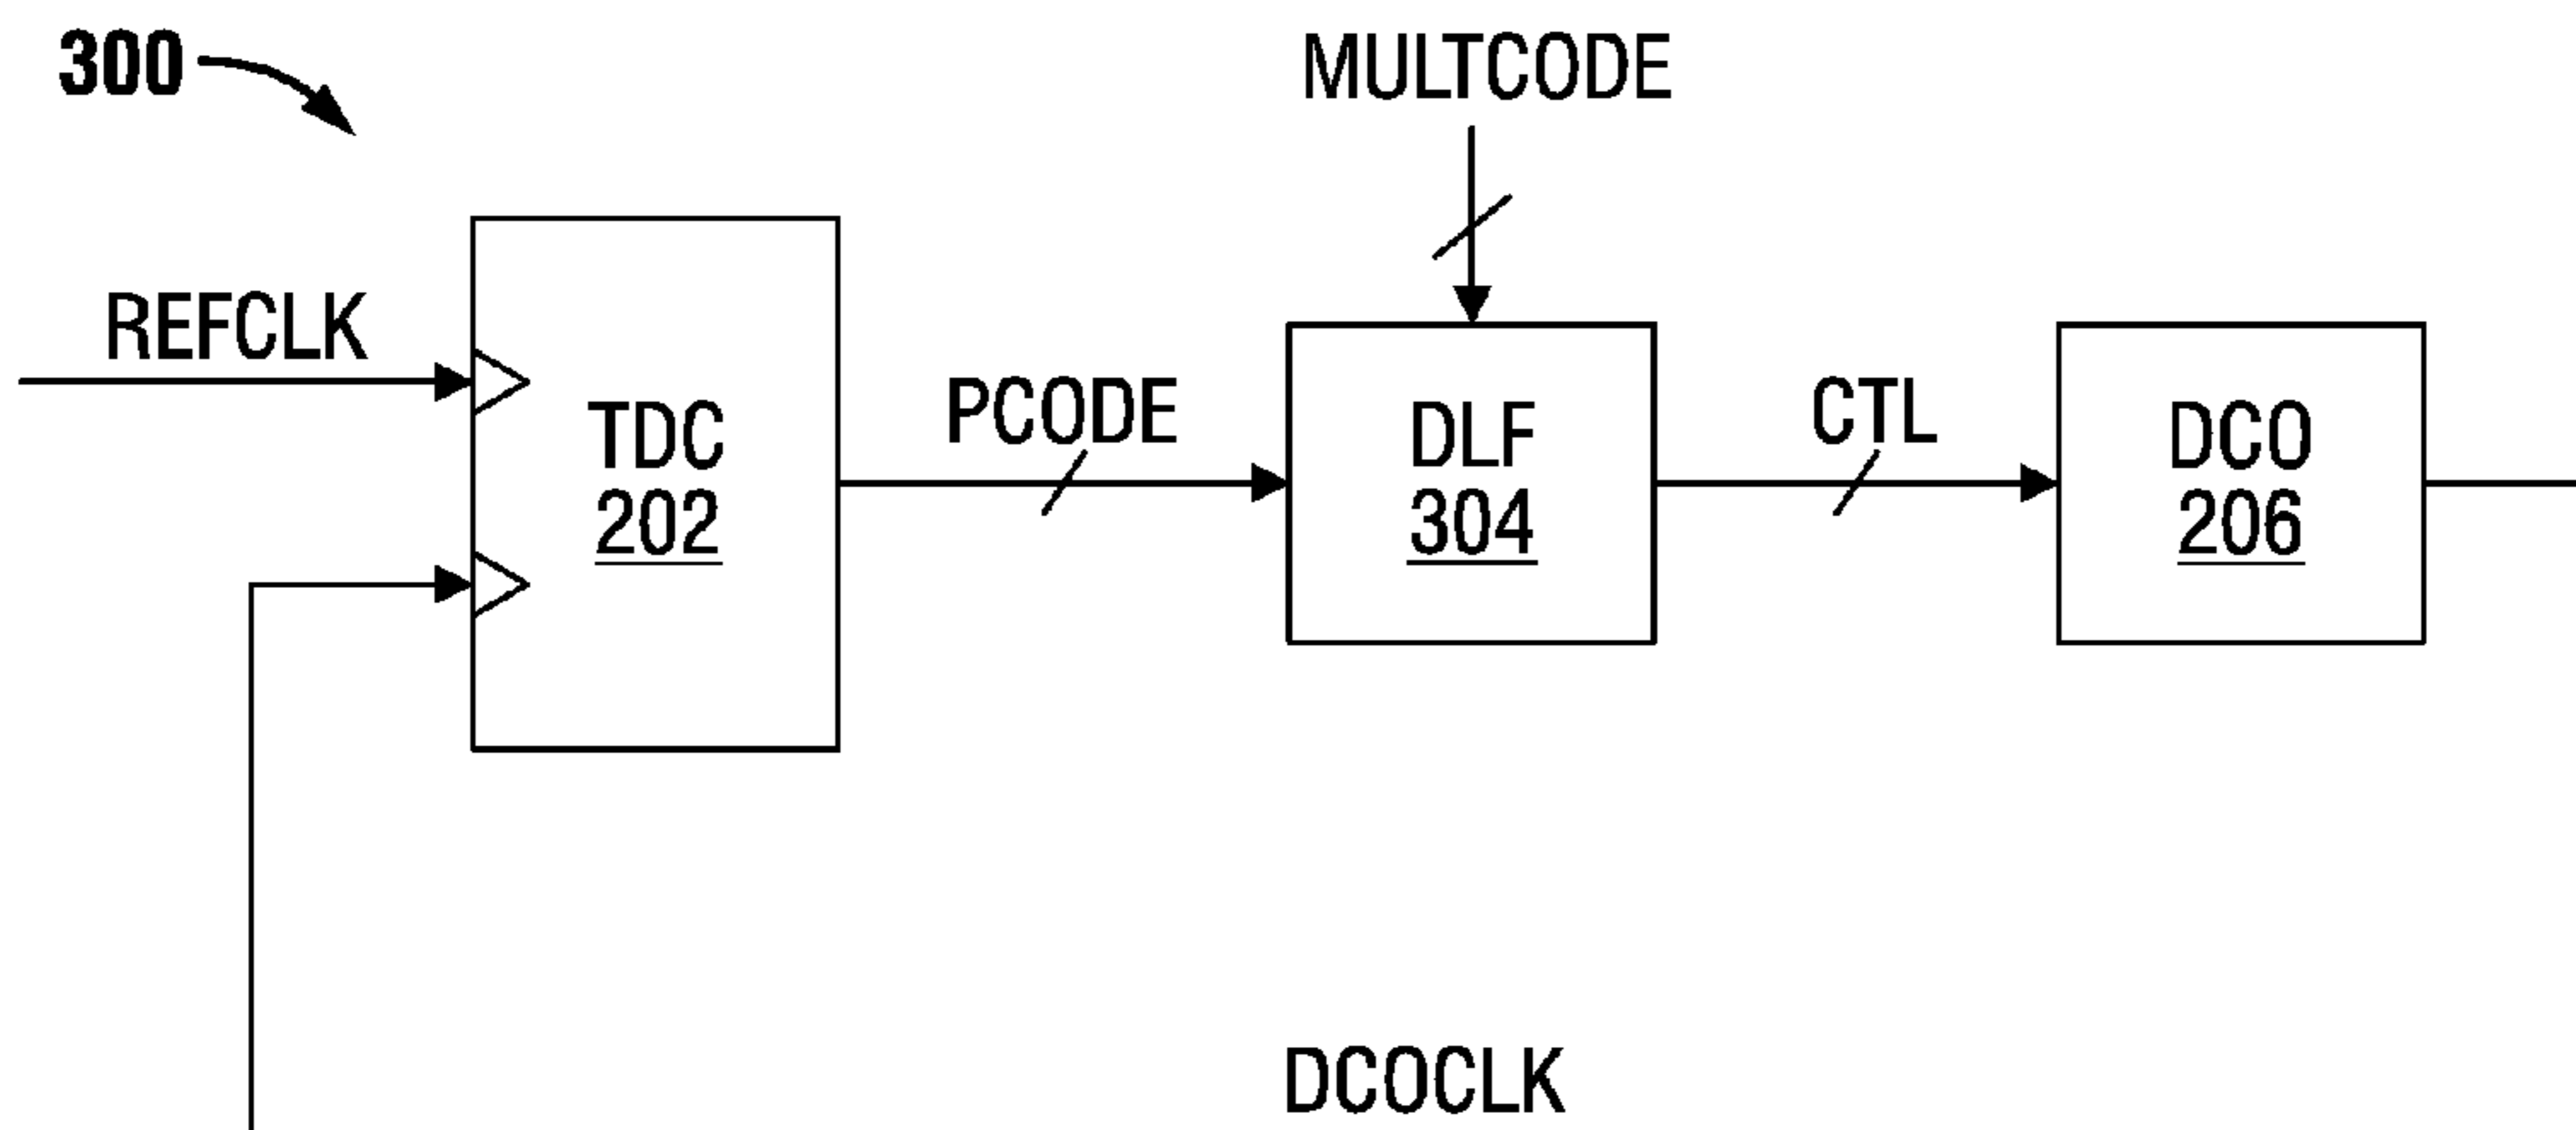 300
MULTCODE
REFCLK
TDC
202
PCODE
DLF
304
CTL
DCO
206
DCOCLK